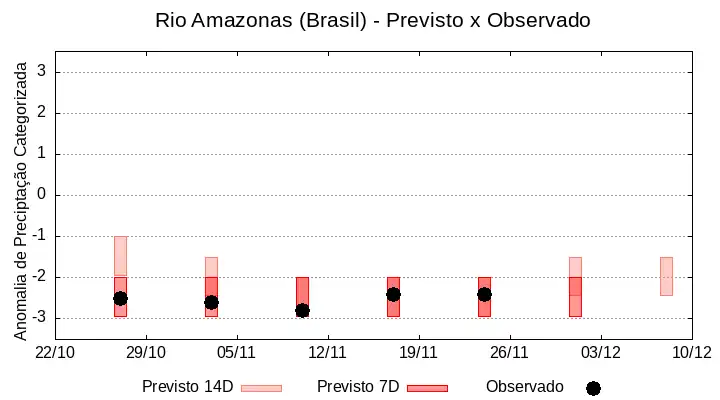 Rio Amazonas (Brasil) - Previsto x Observado
Anomalia de Preciptação Categorizada
3
2
1
0
-1
-2
-3
22/10 29/10 05/11 12/11 19/11 26/11 03/12 10/12
Previsto 14D Previsto 7D Observado